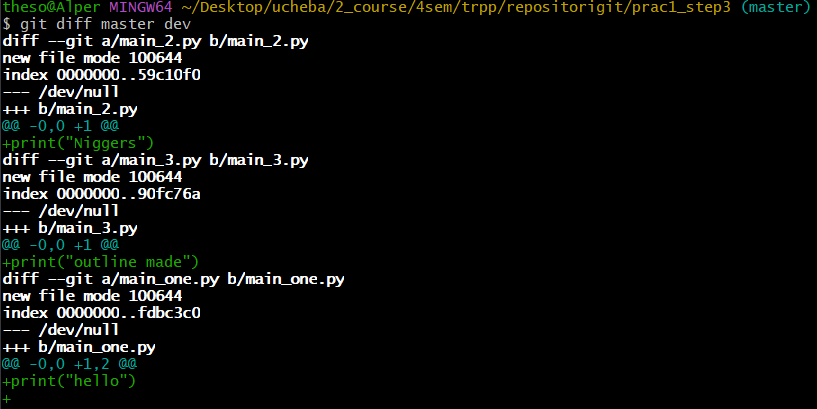 theso@Alper MINGW64 ~/Desktop/ucheba/2_course/4sem/trpp/repositorigit/prac1_step3 (master)
$ git diff master dev
diff --git a/main_2.py b/main_2.py
new file mode 100644
index 0000000..59c10f0
--- /dev/null
+++ b/main_2.py
@@ -0,0 +1 @@
+print("Niggers")
diff --git a/main_3.py b/main_3.py
new file mode 100644
index 0000000..90fc76a
--- /dev/null
+++ b/main_3.py
@@ -0,0 +1 @@
+print("outline made")
diff --git a/main_one.py b/main_one.py
new file mode 100644
index 0000000..fdbc3c0
--- /dev/null
+++ b/main_one.py
@@ -0,0 +1,2 @@
+print("hello")
+